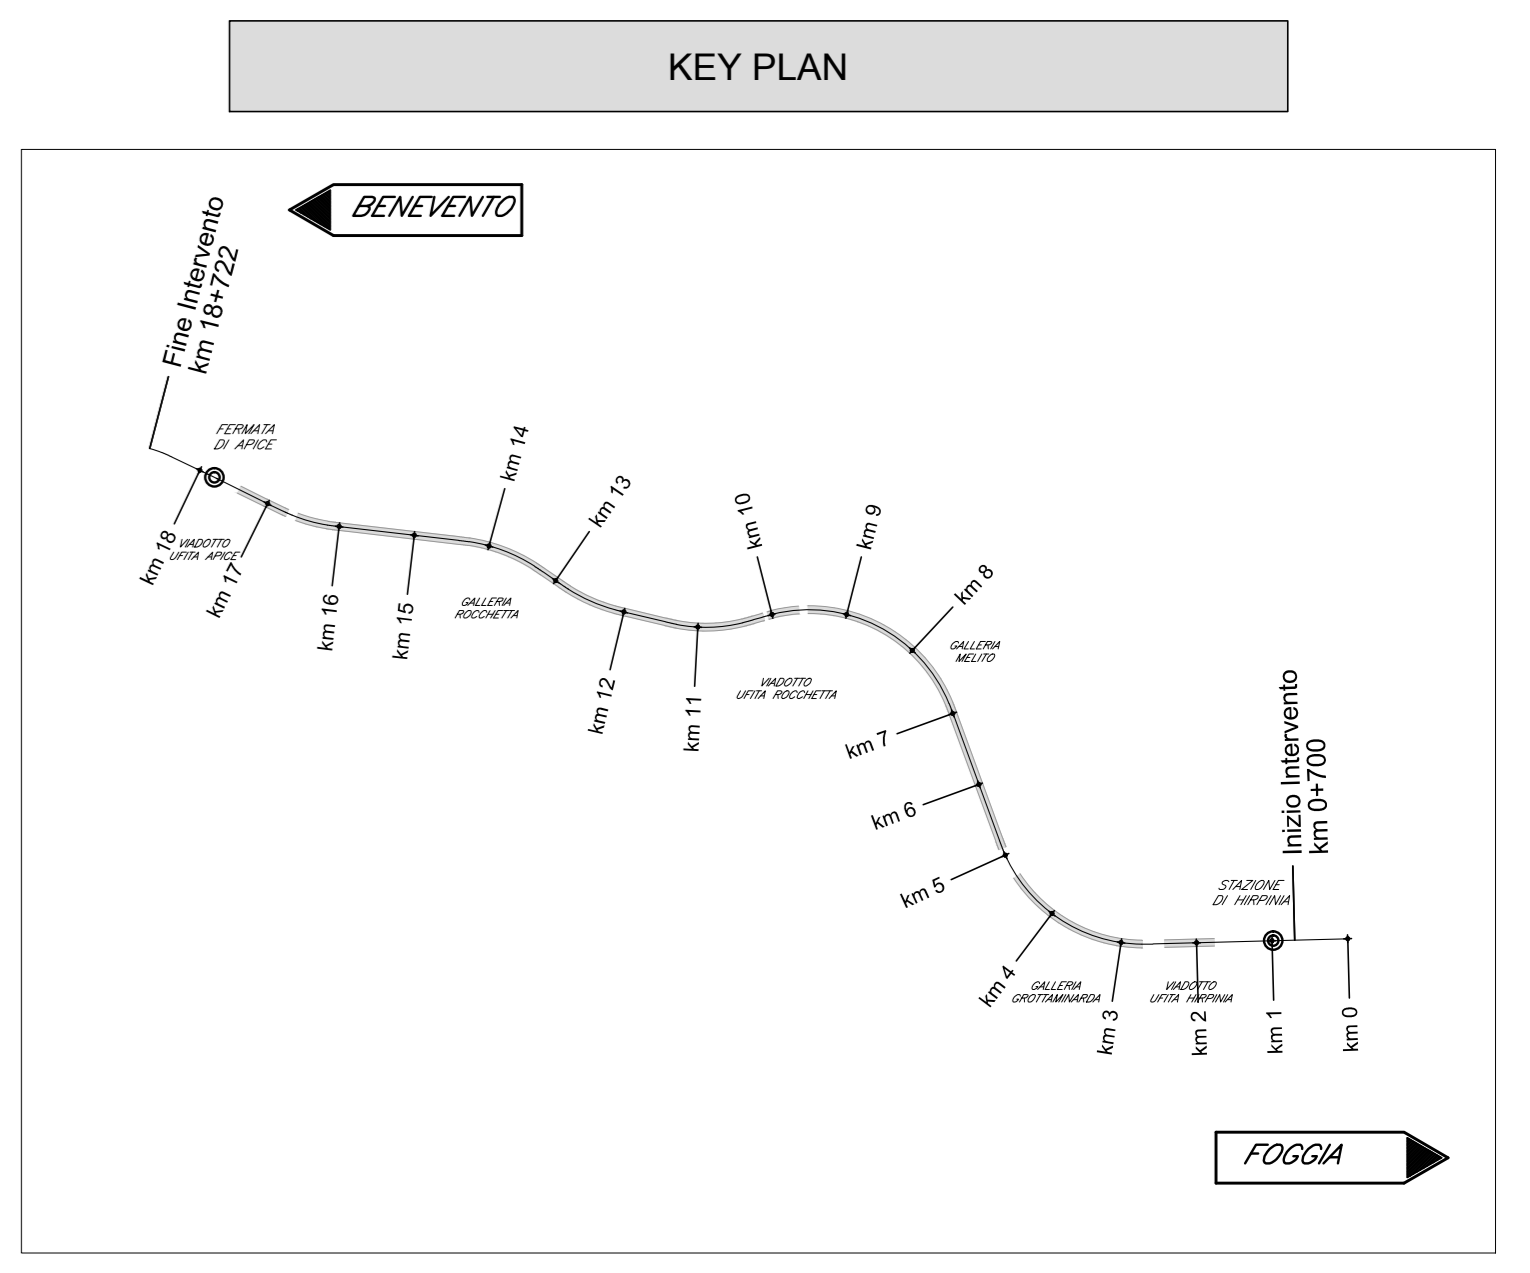 KEY PLAN
BENEVENTO
Fine Intervento
km 18+722
FERMATA
DI APICE
km 18
VIADOTTO
UFITA APICE
km 17
km 16
km 15
km 14
GALLERIA
ROCCHETTA
km 13
km 12
km 11
km 10
VIADOTTO
UFITA ROCCHETTA
km 9
km 8
GALLERIA
MELITO
km 7
km 6
km 5
km 4
GALLERIA
GROTTAMINARDA
km 3
VIADOTTO
UFITA HIRPINIA
km 2
STAZIONE
DI HIRPINIA
Inizio Intervento
km 0+700
km 1
km 0
FOGGIA